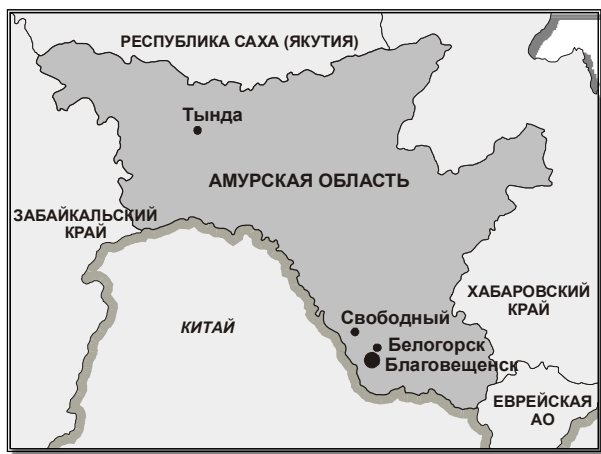 РЕСПУБЛИКА САХА (ЯКУТИЯ)
Тында
АМУРСКАЯ ОБЛАСТЬ
ЗАБАЙКАЛЬСКИЙ
КРАЙ
ХАБАРОВСКИЙ
КРАЙ
КИТАЙ
Свободный
Белогорск
Благовещенск
ЕВРЕЙСКАЯ
АО